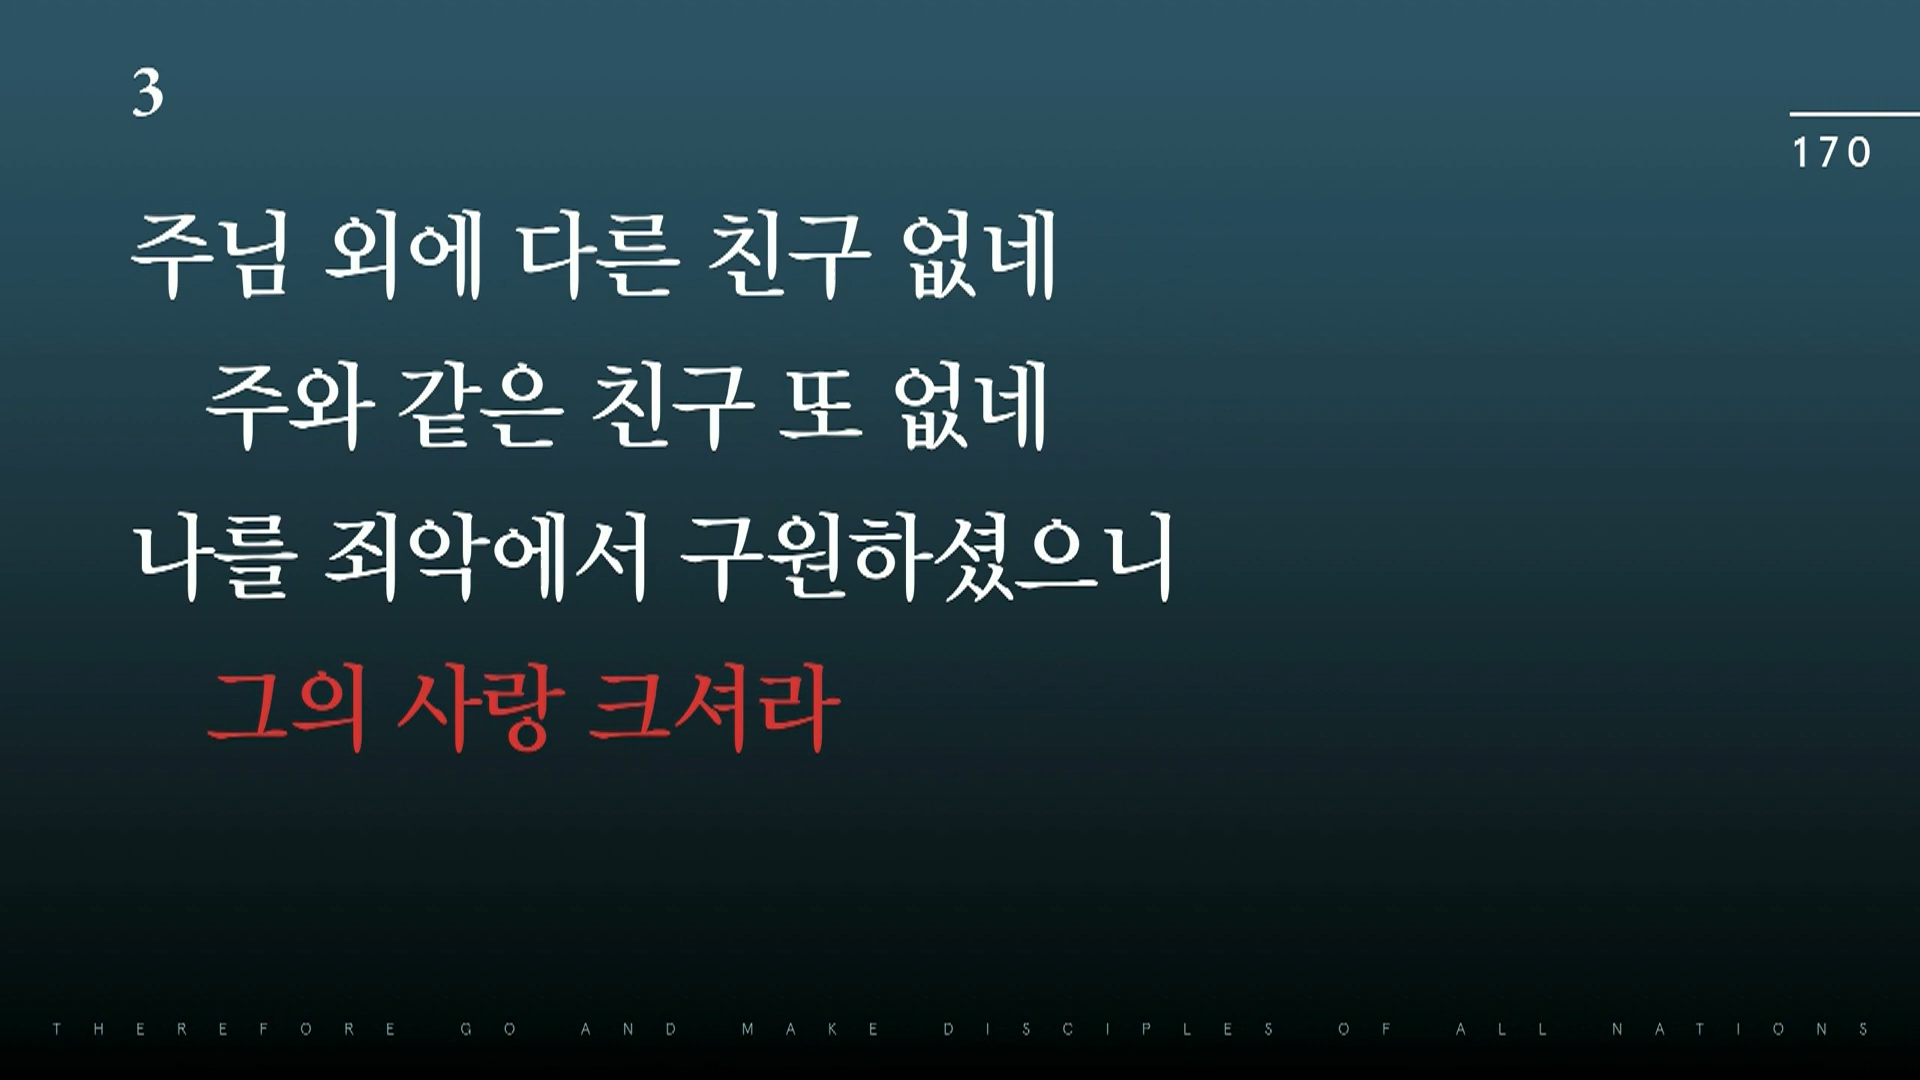 3
170
주님 외에 다른 친구 없네
주와 같은 친구 또 없네
나를 죄악에서 구원하셨으니
그의 사랑 크셔라
THEREFORE GO AND MAKE DISCIPLES OF ALL NATIONS